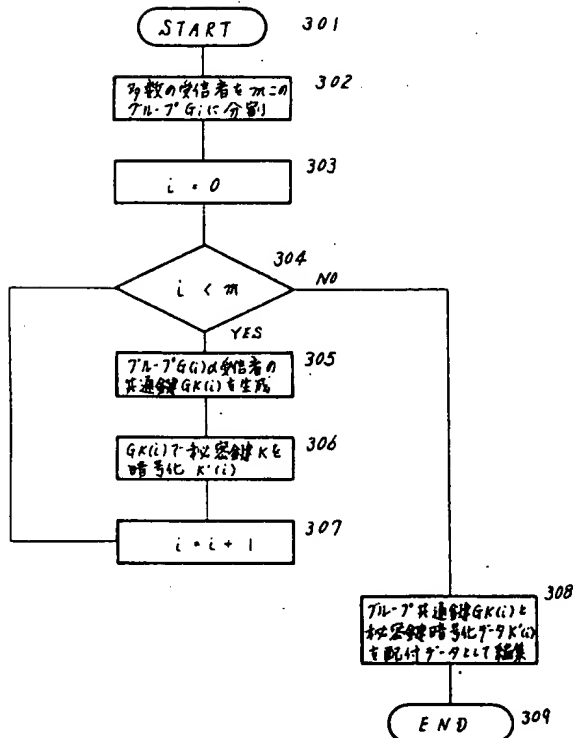 START 301
302
多数の受信者をmこの
グループGiに分割
303
i = 0
304
i < m
NO
YES
305
グループG(i)の受信者の
共通鍵GK(i)を生成
306
GK(i)で秘密鍵Kを
暗号化 K'(i)
307
i = i + 1
308
グループ共通鍵GK(i)と
秘密鍵暗号化データK'(i)
を配付データとして編集
END 309